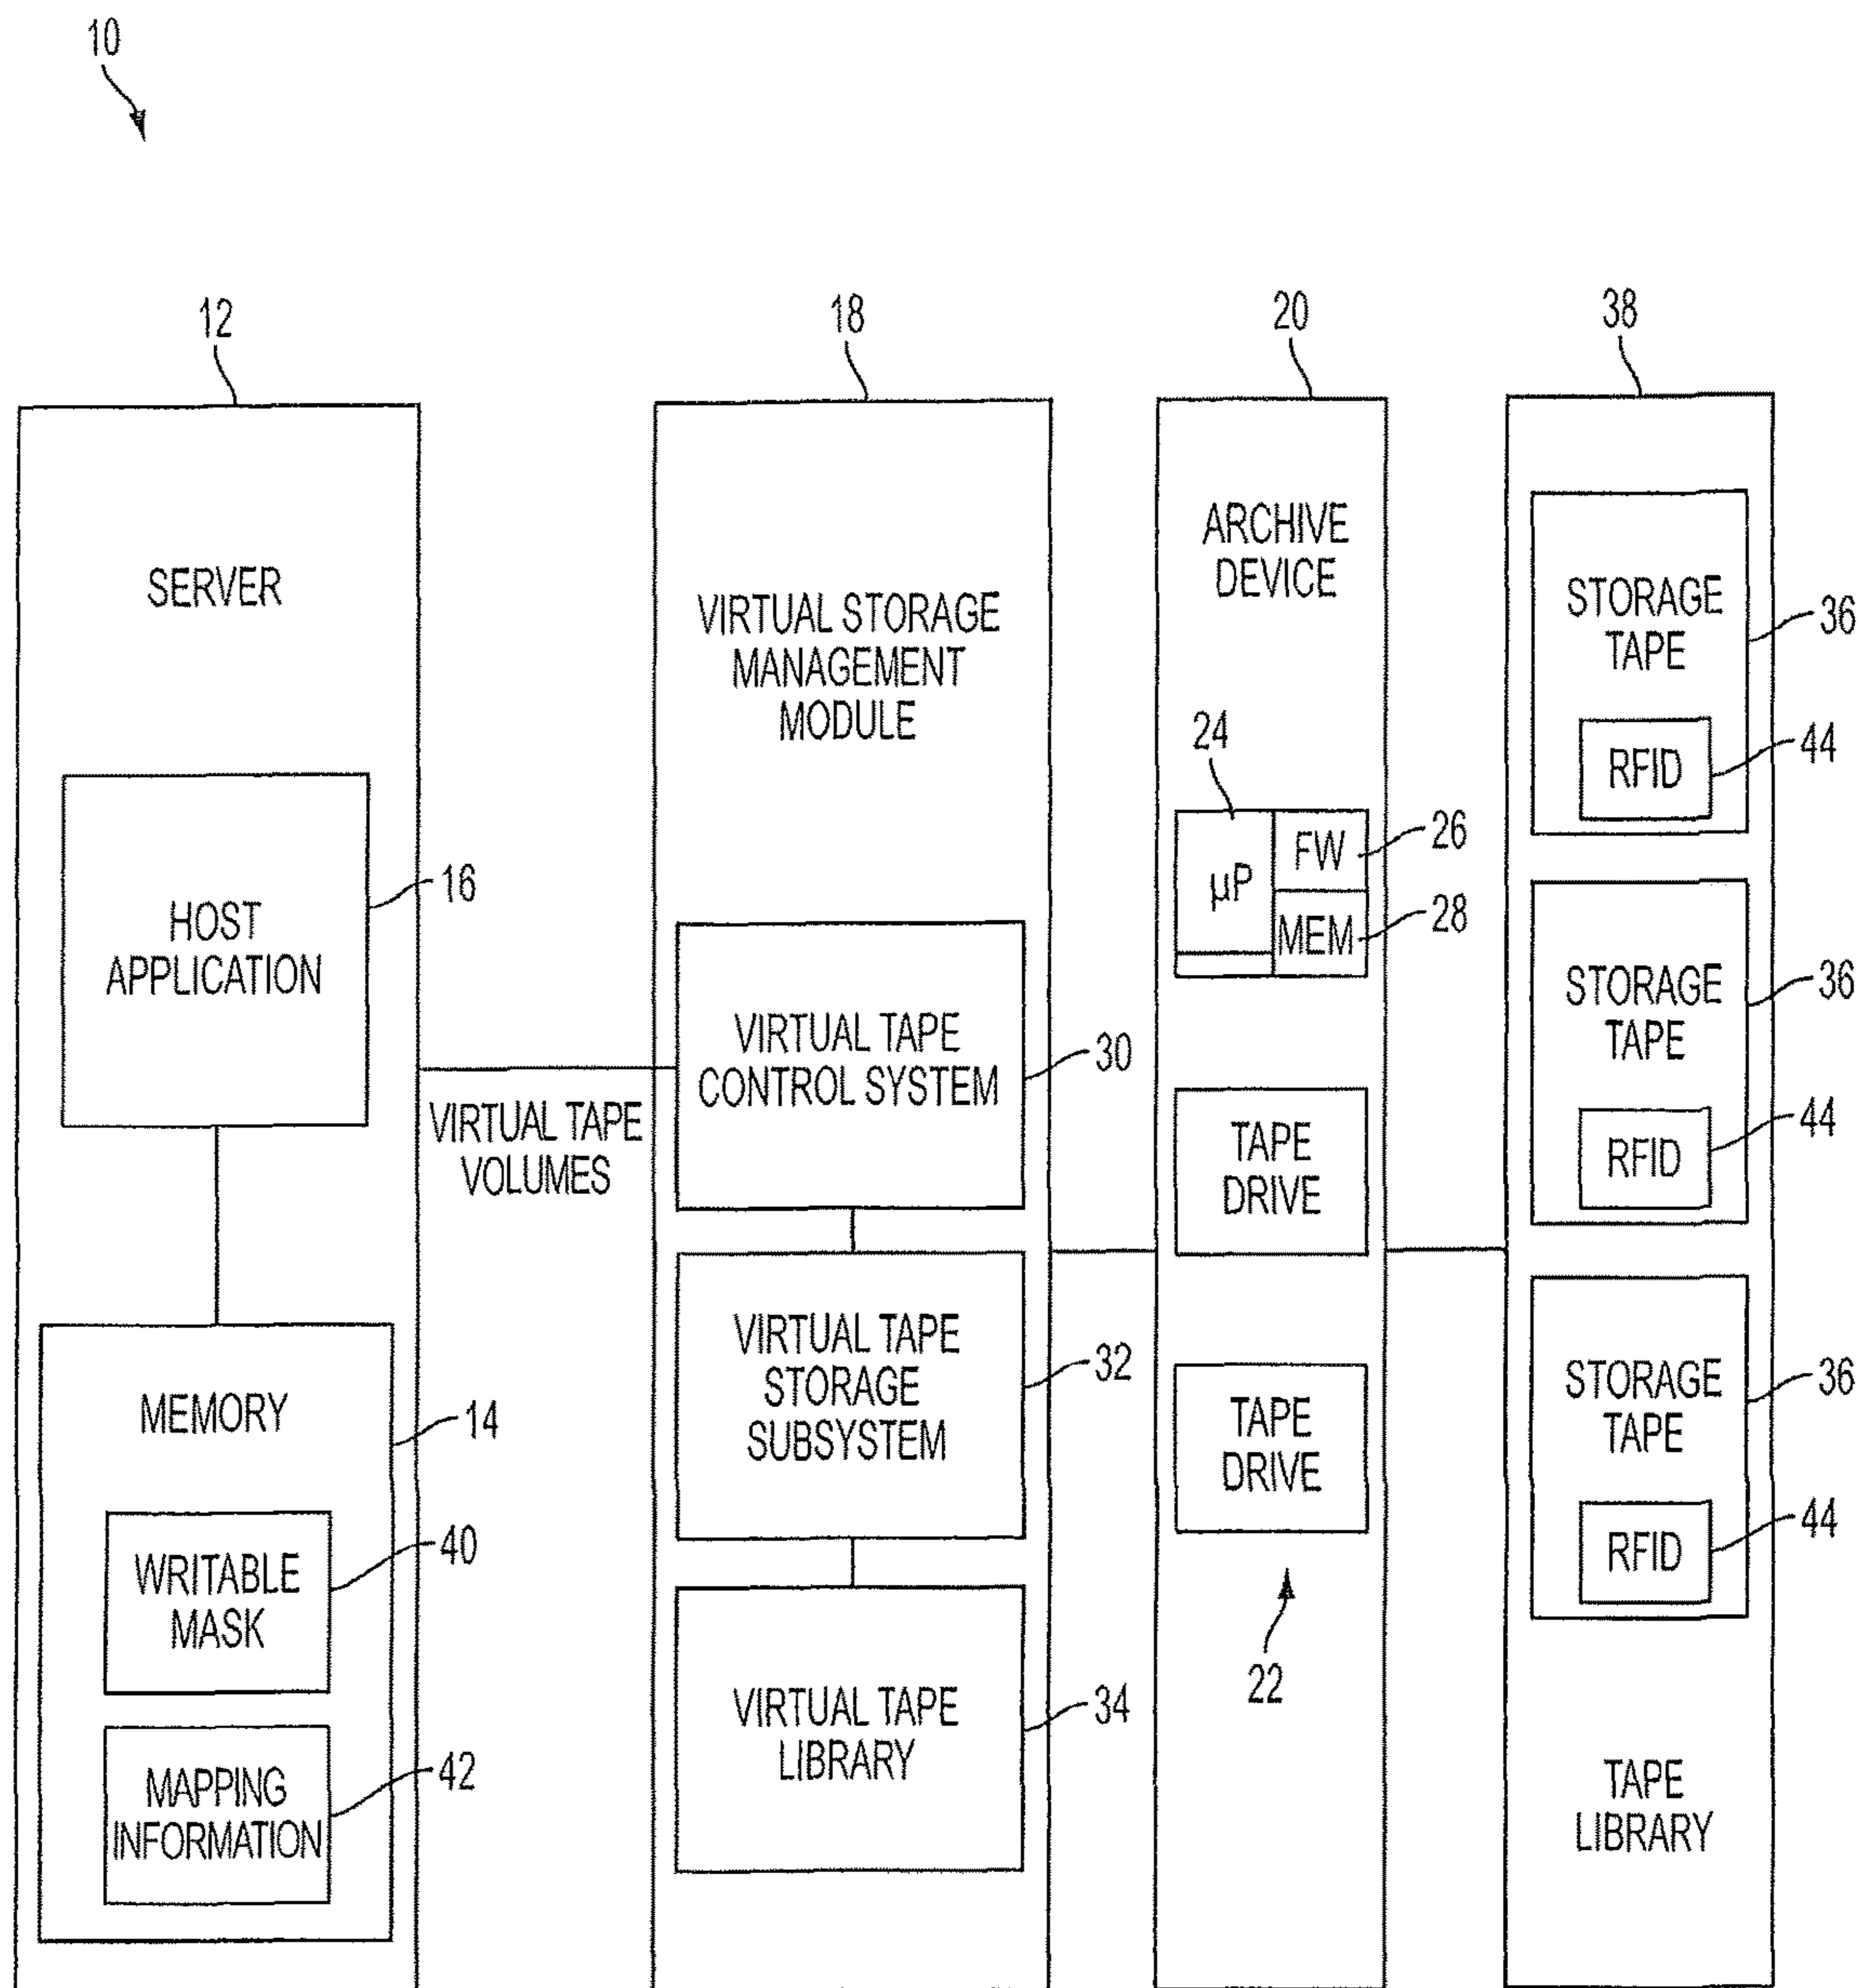 10
12
18
20
38
SERVER
HOST
APPLICATION
16
MEMORY
14
WRITABLE
MASK
40
MAPPING
INFORMATION
42
VIRTUAL TAPE
VOLUMES
VIRTUAL STORAGE
MANAGEMENT
MODULE
VIRTUAL TAPE
CONTROL SYSTEM
30
VIRTUAL TAPE
STORAGE
SUBSYSTEM
32
VIRTUAL TAPE
LIBRARY
34
ARCHIVE
DEVICE
24
µP
FW
26
MEM
28
TAPE
DRIVE
TAPE
DRIVE
22
STORAGE
TAPE
36
RFID
44
STORAGE
TAPE
36
RFID
44
STORAGE
TAPE
36
RFID
44
TAPE
LIBRARY